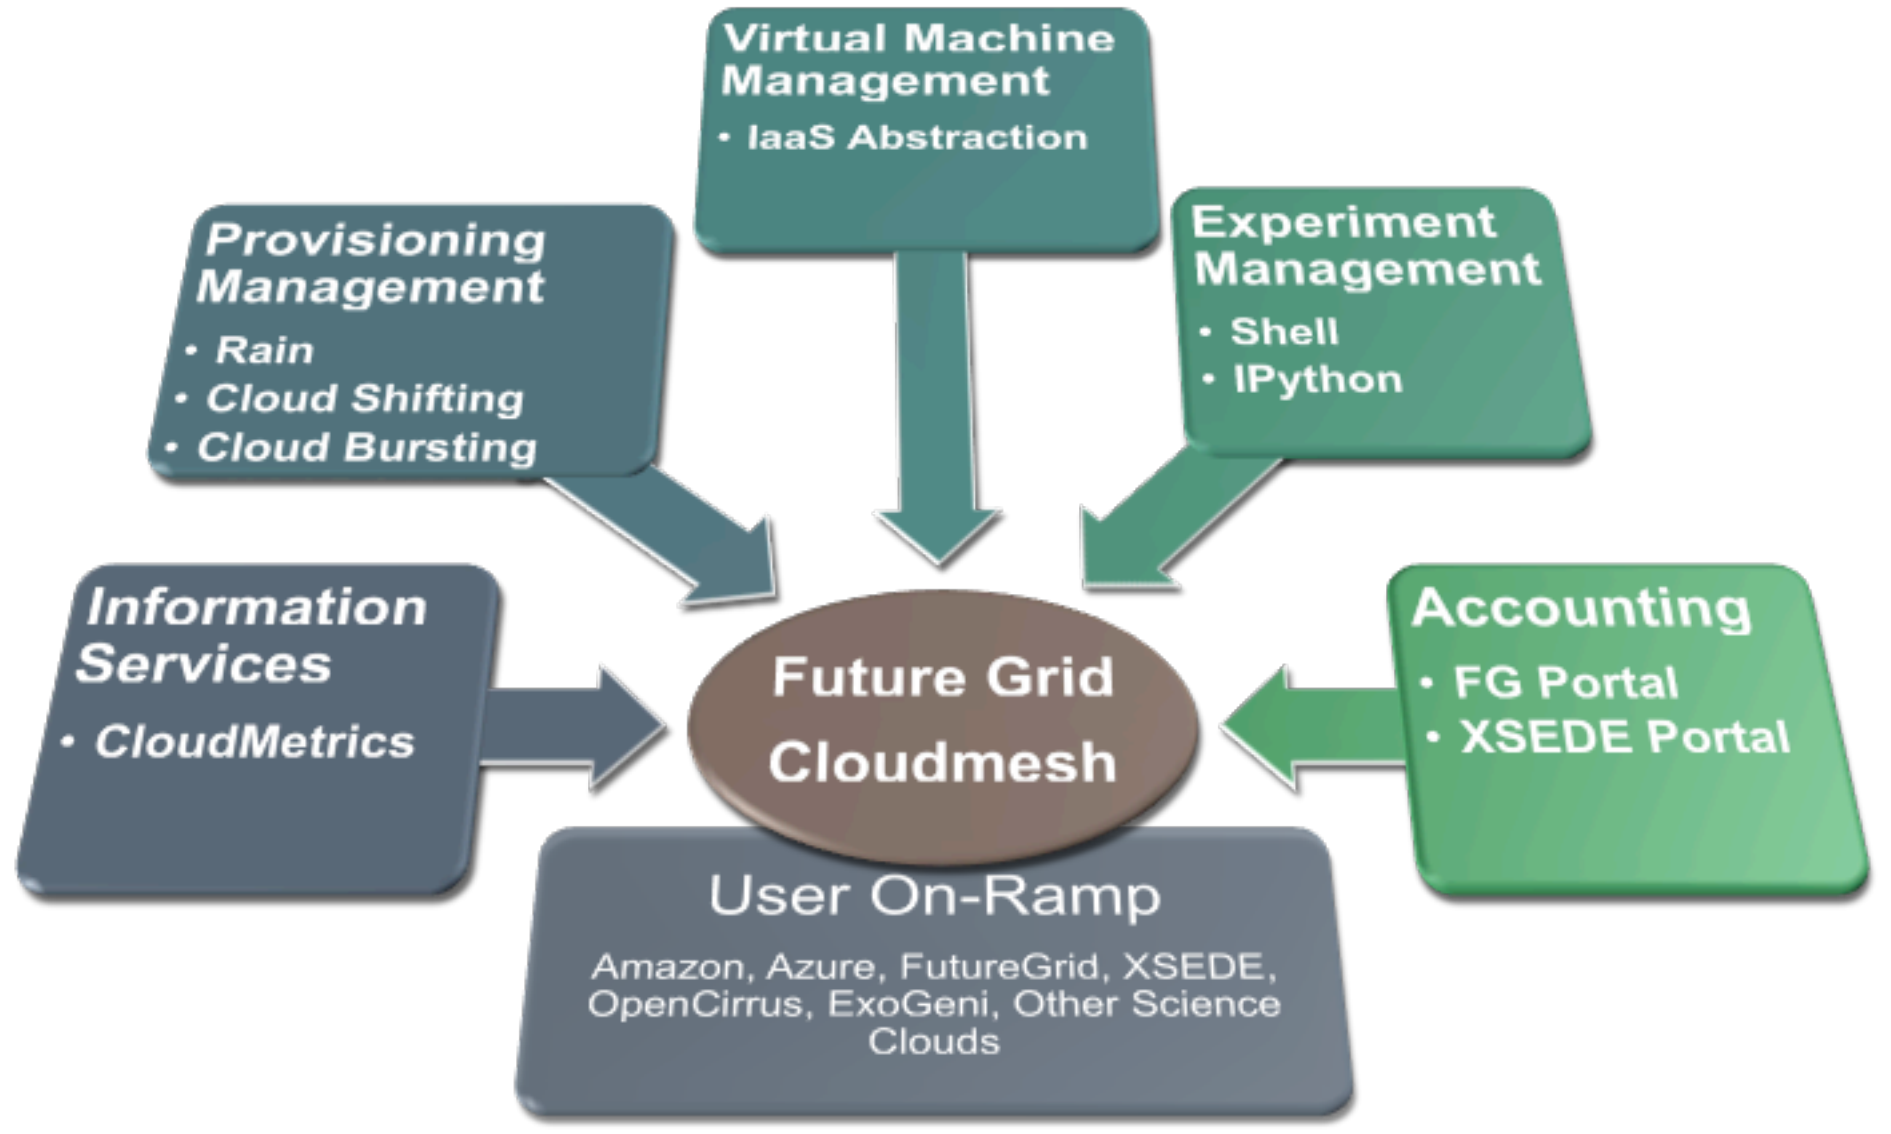 Virtual Machine
Management
• IaaS Abstraction
Provisioning
Management
• Rain
• Cloud Shifting
• Cloud Bursting
Experiment
Management
• Shell
• IPython
Information
Services
• CloudMetrics
Future Grid
Cloudmesh
Accounting
• FG Portal
• XSEDE Portal
User On-Ramp
Amazon, Azure, FutureGrid, XSEDE,
OpenCirrus, ExoGeni, Other Science
Clouds